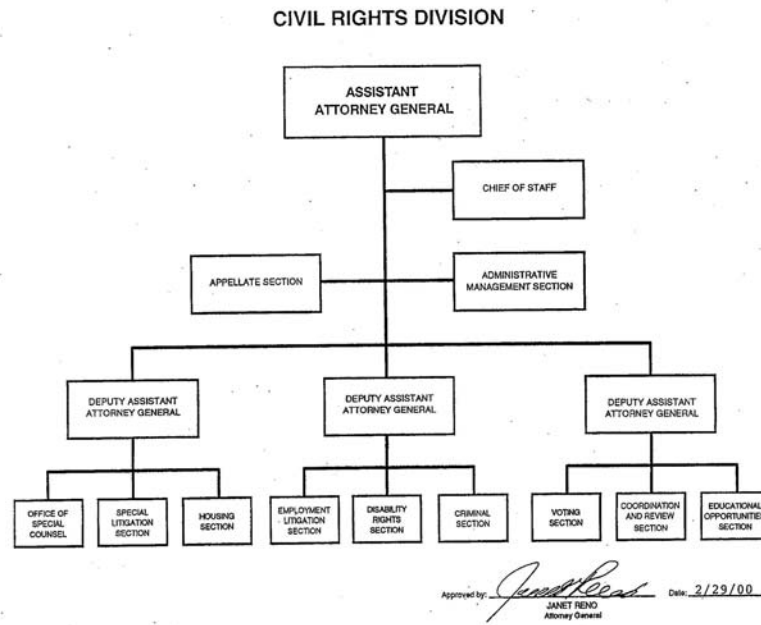 CIVIL RIGHTS DIVISION
ASSISTANT
ATTORNEY GENERAL
CHIEF OF STAFF
APPELLATE SECTION
ADMINISTRATIVE
MANAGEMENT SECTION
DEPUTY ASSISTANT
ATTORNEY GENERAL
DEPUTY ASSISTANT
ATTORNEY GENERAL
DEPUTY ASSISTANT
ATTORNEY GENERAL
OFFICE OF
SPECIAL
COUNSEL
SPECIAL
LITIGATION
SECTION
HOUSING
SECTION
EMPLOYMENT
LITIGATION
SECTION
DISABILITY
RIGHTS
SECTION
CRIMINAL
SECTION
VOTING
SECTION
COORDINATION
AND REVIEW
SECTION
EDUCATIONAL
OPPORTUNITIES
SECTION
Approved by: Janet Reno Date: 2/29/00
JANET RENO
Attorney General